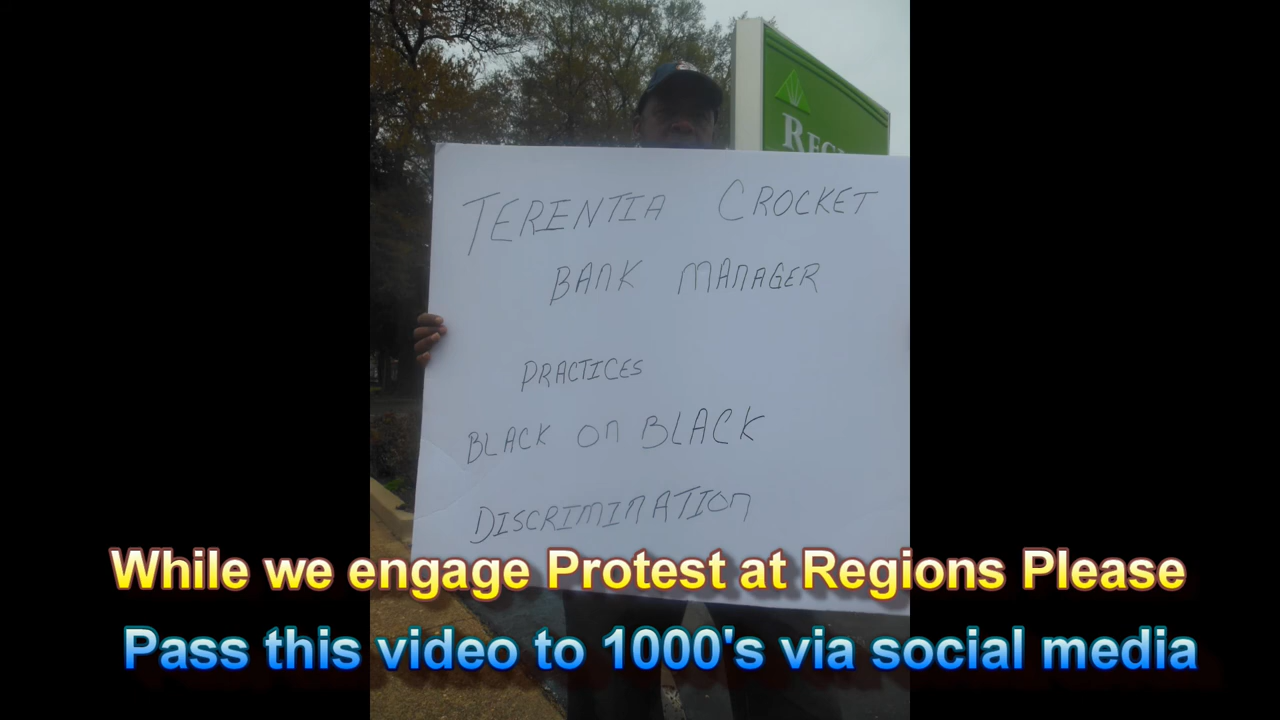 TERENTIA CROCKET
BANK MANAGER
PRACTICES
BLACK ON BLACK
DISCRIMINATION
While we engage Protest at Regions Please
Pass this video to 1000's via social media